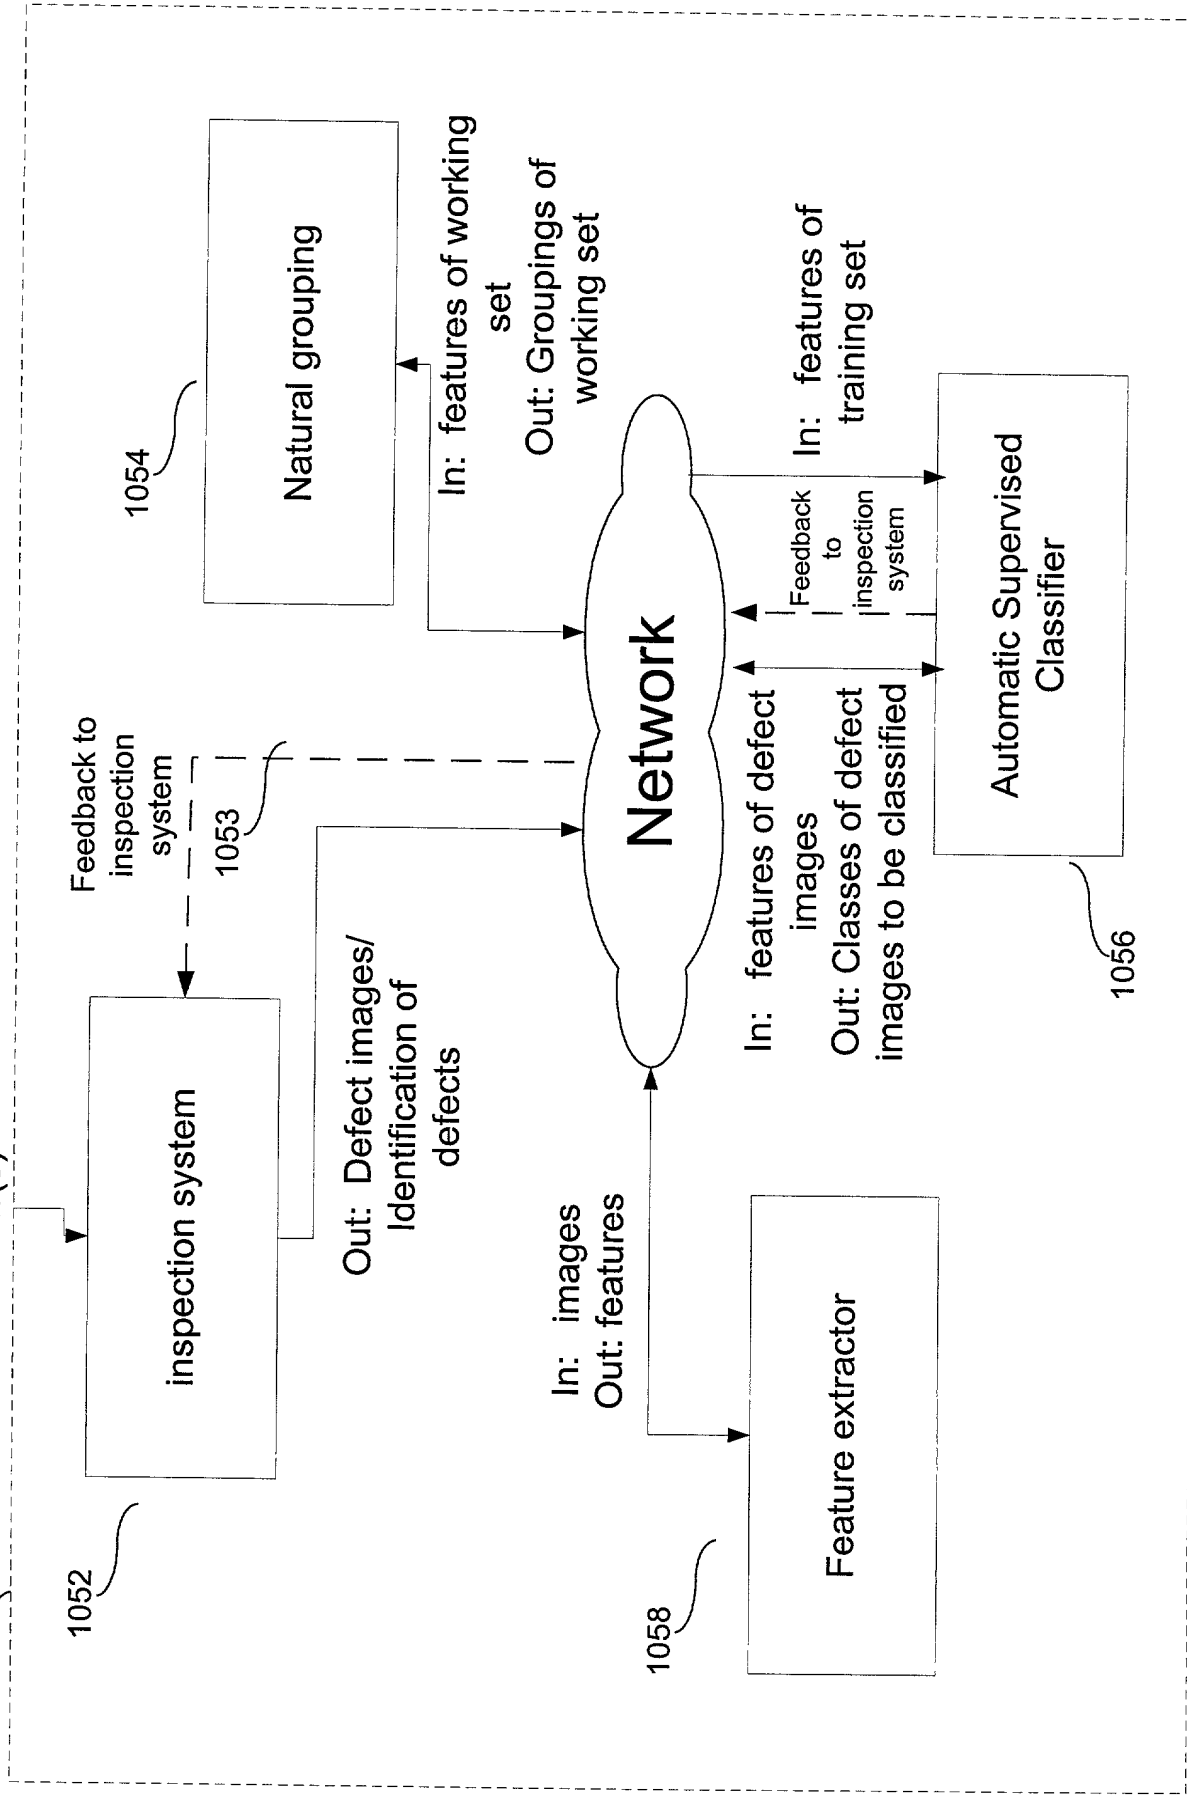 1052
inspection system
Feedback to
inspection
system
1053
1054
Natural grouping
Out: Defect images/
Identification of
defects
In: features of working
set
Out: Groupings of
working set
In: images
Out: features
Network
1058
Feature extractor
In: features of defect
images
Out: Classes of defect
images to be classified
Feedback
to
inspection
system
In: features of
training set
1056
Automatic Supervised
Classifier